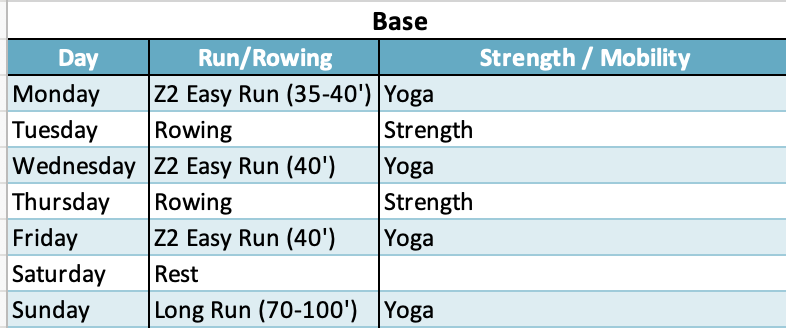 Base
Day Run/Rowing Strength / Mobility
Monday Z2 Easy Run (35-40') Yoga
Tuesday Rowing Strength
Wednesday Z2 Easy Run (40') Yoga
Thursday Rowing Strength
Friday Z2 Easy Run (40') Yoga
Saturday Rest
Sunday Long Run (70-100') Yoga